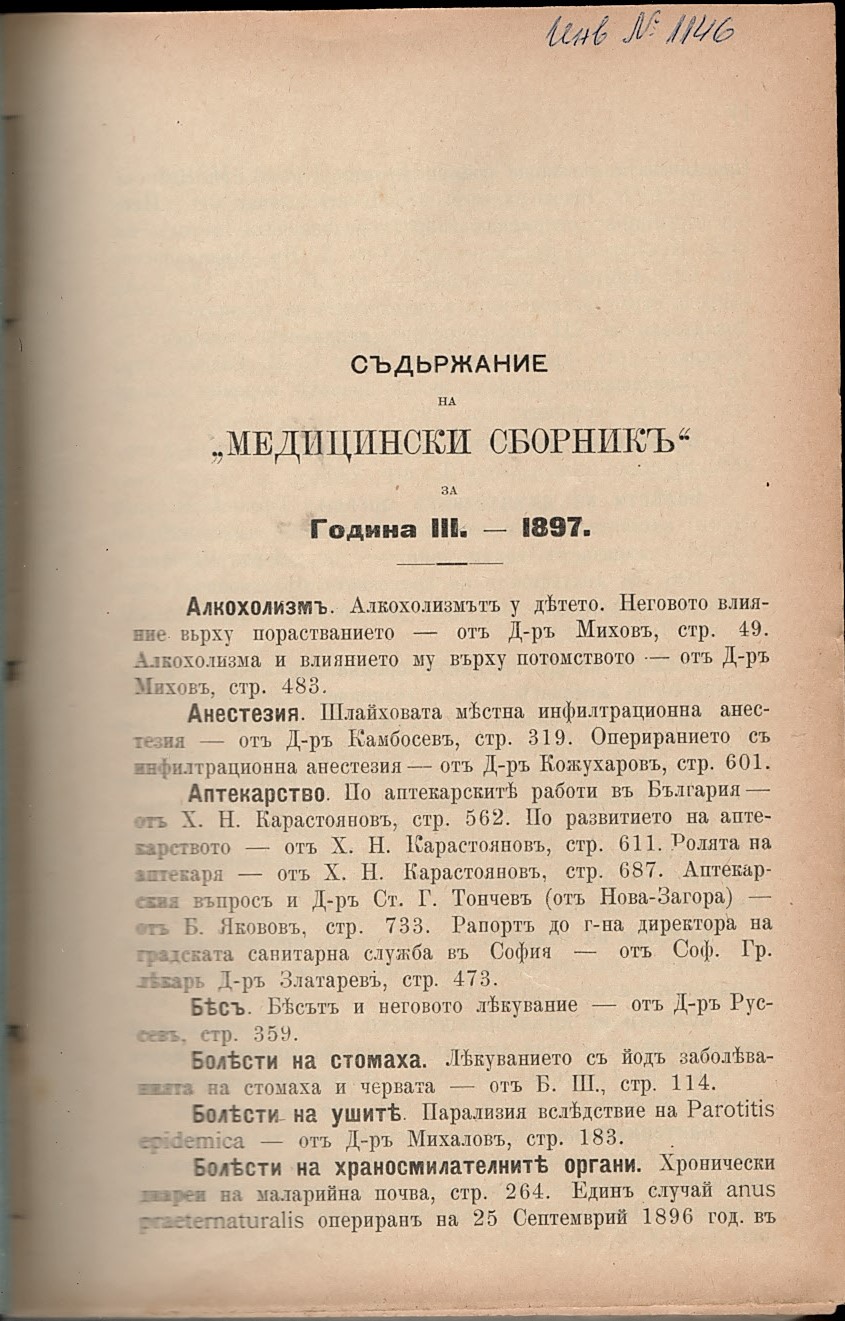 Инв № 1146
СЪДЬРЖАНИЕ
НА
„МЕДИЦИНСКИ СБОРНИКЪ“
ЗА
Година III. — 1897.
Алкохолизмъ. Алкохолизмътъ у дѣтето. Неговото влия-
ние вьрху порастванието — отъ Д-ръ Миховъ, стр. 49.
Алкохолизма и влиянието му върху потомството — отъ Д-ръ
Миховъ, стр. 483.
Анестезия. Шлайховата мѣстна инфилтрационна анес-
тезия — отъ Д-ръ Камбосевъ, стр. 319. Оперирането съ
инфилтрационна анестезия — отъ Д-ръ Кожухаровъ, стр. 601.
Аптекарство. По аптекарскитѣ работи въ България —
отъ Х. Н. Карастояновъ, стр. 562. По развитието на апте-
карството — отъ Х. Н. Карастояновъ, стр. 611. Ролята на
аптекаря — отъ Х. Н. Карастояновъ, стр. 687. Аптекар-
ския въпросъ и Д-ръ Ст. Г. Тончевъ (отъ Нова-Загора) —
отъ Б. Яковovъ, стр. 733. Рапортъ до г-на директора на
градската санитарна служба въ София — отъ Соф. Гр.
лѣкарь Д-ръ Златаревъ, стр. 473.
Бѣсъ. Бѣсътъ и неговото лѣкувание — отъ Д-ръ Рус-
севъ, стр. 359.
Болѣсти на стомаха. Лѣкуванието съ йодъ заболѣва-
нията на стомаха и червата — отъ Б. Ш., стр. 114.
Болѣсти на ушитѣ. Парализия вслѣдствие на Parotitis
epidemica — отъ Д-ръ Михаловъ, стр. 183.
Болѣсти на храносмилателнитѣ органи. Хронически
диареи на маларийна почва, стр. 264. Единъ случай anus
praeternaturalis опериранъ на 25 Септемврий 1896 год. въ